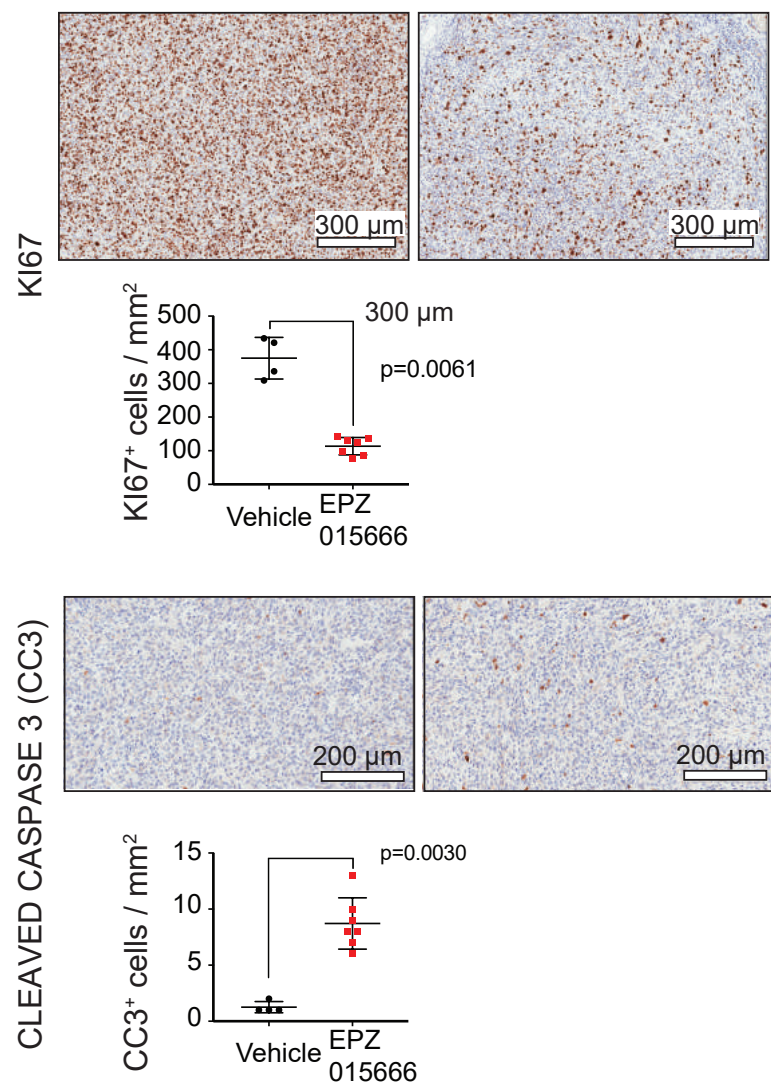 KI67
300 µm
300 µm
KI67⁺ cells / mm²
500
400
300
200
100
0
300 µm
p=0.0061
Vehicle
EPZ
015666
CLEAVED CASPASE 3 (CC3)
200 µm
200 µm
CC3⁺ cells / mm²
15
10
5
0
p=0.0030
Vehicle
EPZ
015666